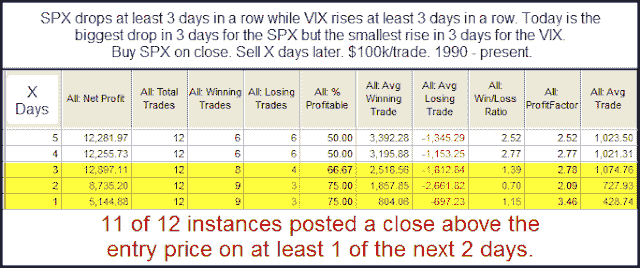 SPX drops at least 3 days in a row while VIX rises at least 3 days in a row. Today is the
biggest drop in 3 days for the SPX but the smallest rise in 3 days for the VIX.
Buy SPX on close. Sell X days later. $100k/trade. 1990 - present.
X Days All: Net Profit All: Total Trades All: Winning Trades All: Losing Trades All: % Profitable All: Avg Winning Trade All: Avg Losing Trade All: Win/Loss Ratio All: ProfitFactor All: Avg Trade
5 12,281.97 12 6 6 50.00 3,392.28 -1,345.29 2.52 2.52 1,023.50
4 12,255.73 12 6 6 50.00 3,195.88 -1,153.25 2.77 2.77 1,021.31
3 12,897.11 12 8 4 66.67 2,518.56 -1,812.84 1.39 2.78 1,074.76
2 8,735.20 12 9 3 75.00 1,857.85 -2,661.82 0.70 2.09 727.93
1 5,144.88 12 9 3 75.00 804.06 -697.23 1.15 3.46 428.74
11 of 12 instances posted a close above the
entry price on at least 1 of the next 2 days.